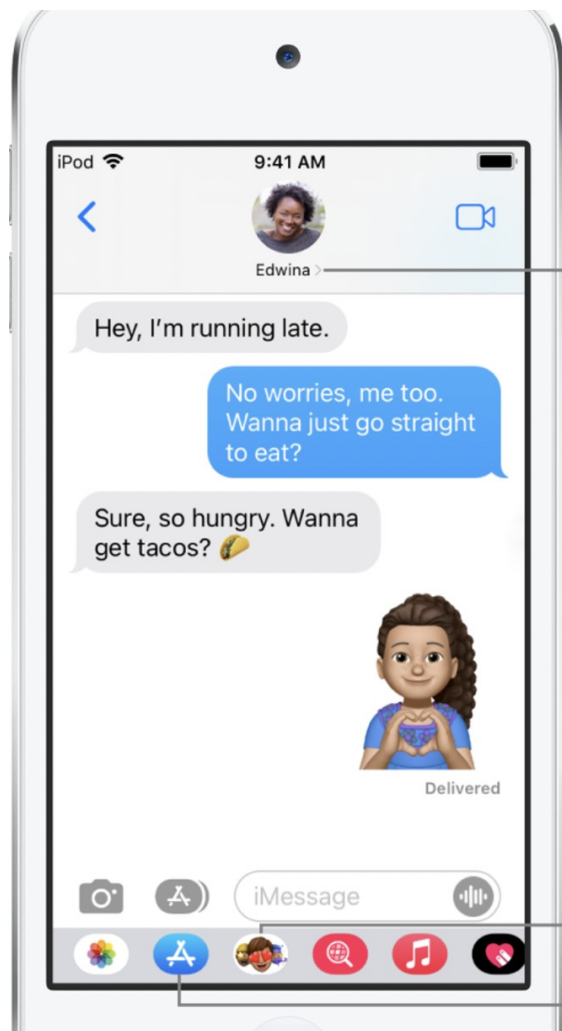 iPod 9:41 AM
Edwina
Hey, I’m running late.
No worries, me too.
Wanna just go straight
to eat?
Sure, so hungry. Wanna
get tacos? 🌮
Delivered
iMessage